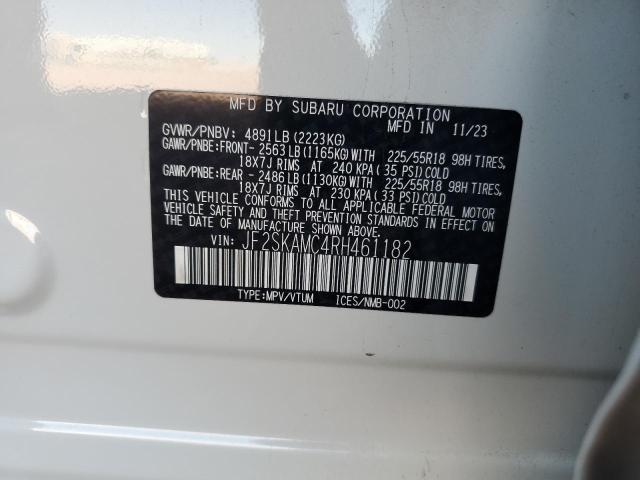 MFD BY SUBARU CORPORATION
GVWR/PNBV: 4891LB(2223KG) MFD IN 11/23
GAWR/PNBE:FRONT- 2563LB(1165KG)WITH 225/55R18 98H TIRES,
18X7J RIMS AT 240 KPA(35 PSI)COLD
GAWR/PNBE:REAR - 2486LB(1130KG)WITH 225/55R18 98H TIRES,
18X7J RIMS AT 230 KPA(33 PSI)COLD
THIS VEHICLE CONFORMS TO ALL APPLICABLE FEDERAL MOTOR
VEHICLE SAFETY AND THEFT PREVENTION STANDARDS IN EFFECT
ON THE DATE OF MANUFACTURE SHOWN ABOVE.
VIN: JF2SKAMC4RH461182
TYPE:MPV/VTUM ICES/NMB-002